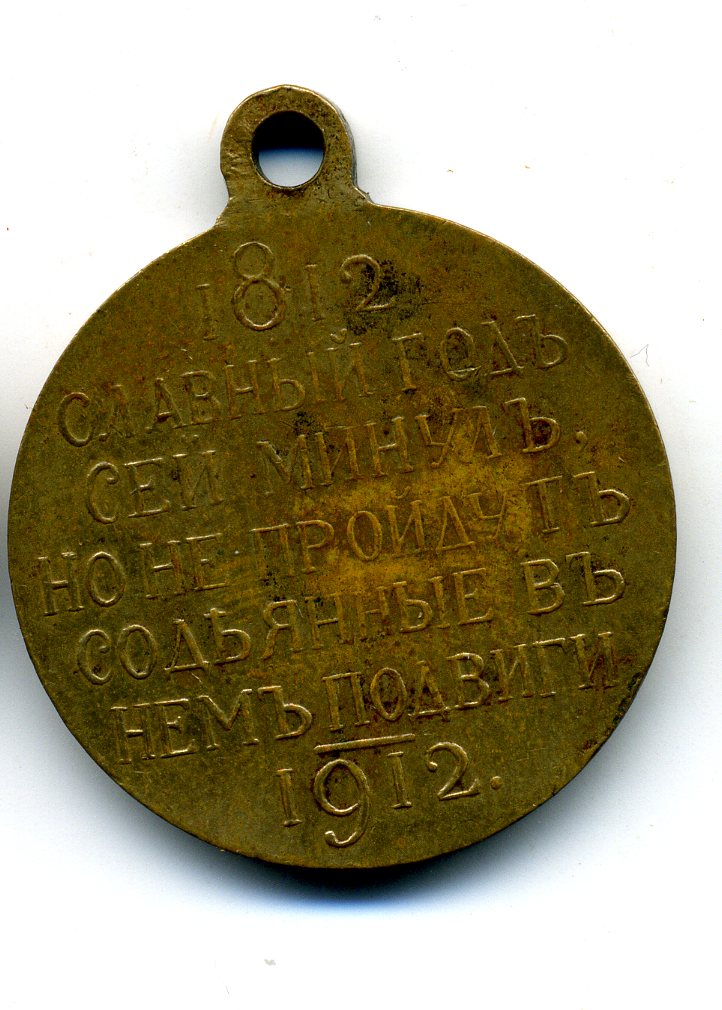 1812
СЛАВНЫЙ ГОДЪ
СЕЙ МИНУЛЪ,
НО НЕ ПРОЙДУТЪ
СОДѢЯННЫЕ ВЪ
НЕМЪ ПОДВИГИ
1912.